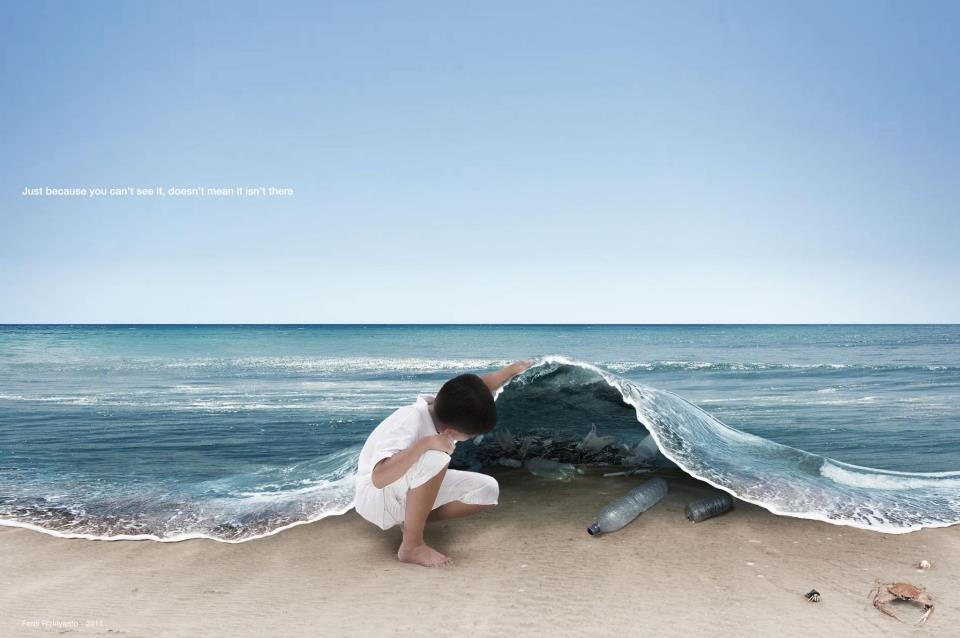 Just because you can't see it, doesn't mean it isn't there
Ferdi Rizkiyanto - 2011